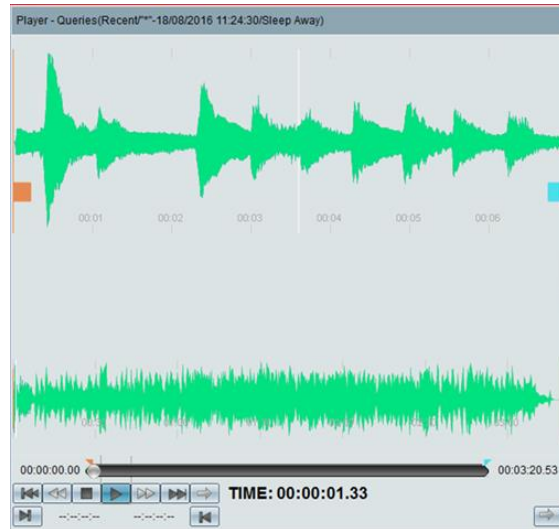 Player - Queries(Recent/"*"-18/08/2016 11:24:30/Sleep Away)
00:01 00:02 00:03 00:04 00:05 00:06
00:00:00.00 00:03:20.53
TIME: 00:00:01.33
--:--:-- --:--:--